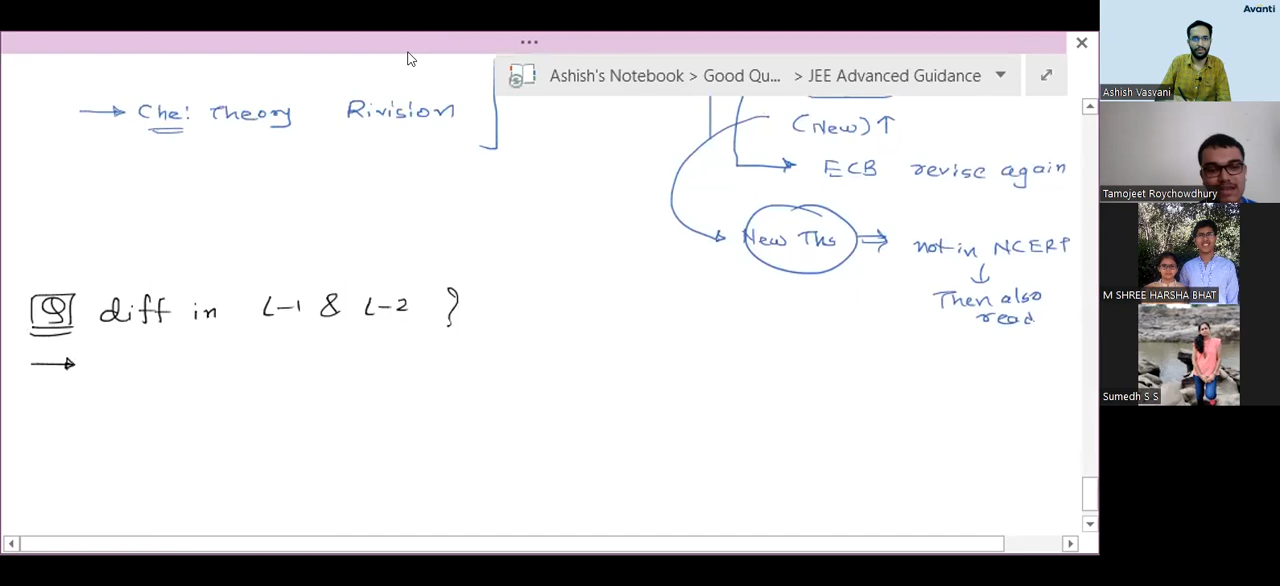 Avanti
...
Ashish's Notebook > Good Qu... > JEE Advanced Guidance
Ashish Vasvani
→ Che: Theory Rivision
(New) ↑
ECB revise again
Tamojeet Roychowdhury
New Ths ⇒ not in NCERT
↓
Then also
read
M SHREE HARSHA BHAT
Q diff in L-1 & L-2 ?
→
Sumedh S S